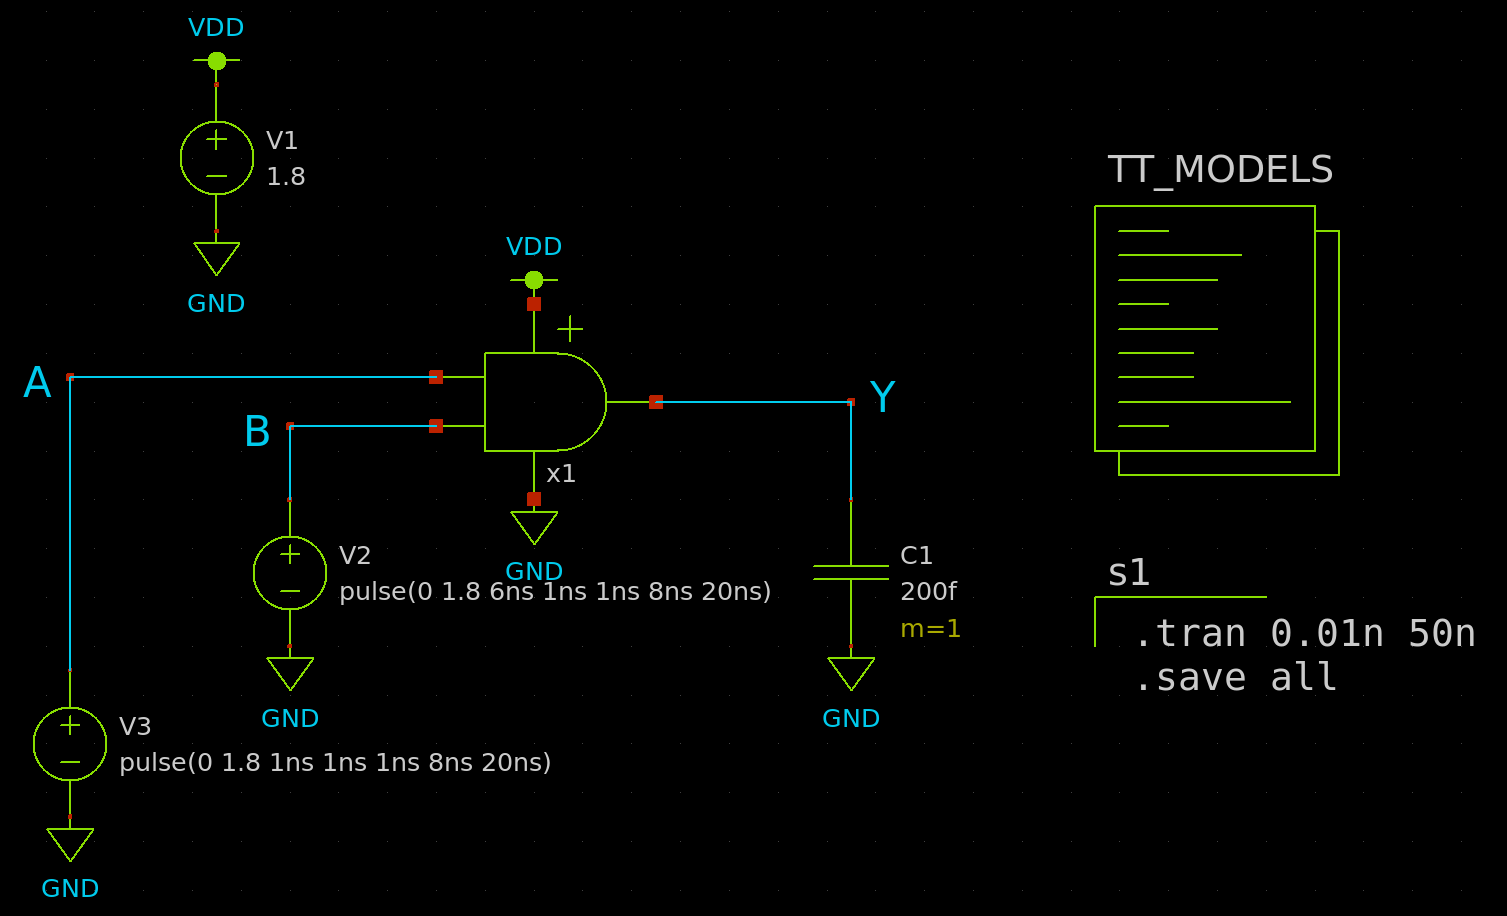 VDD
V1
1.8
GND
TT_MODELS
VDD
A
B
Y
x1
GND
V2
pulse(0 1.8 6ns 1ns 1ns 8ns 20ns)
GND
C1
200f
m=1
GND
s1
.tran 0.01n 50n
.save all
V3
pulse(0 1.8 1ns 1ns 1ns 8ns 20ns)
GND